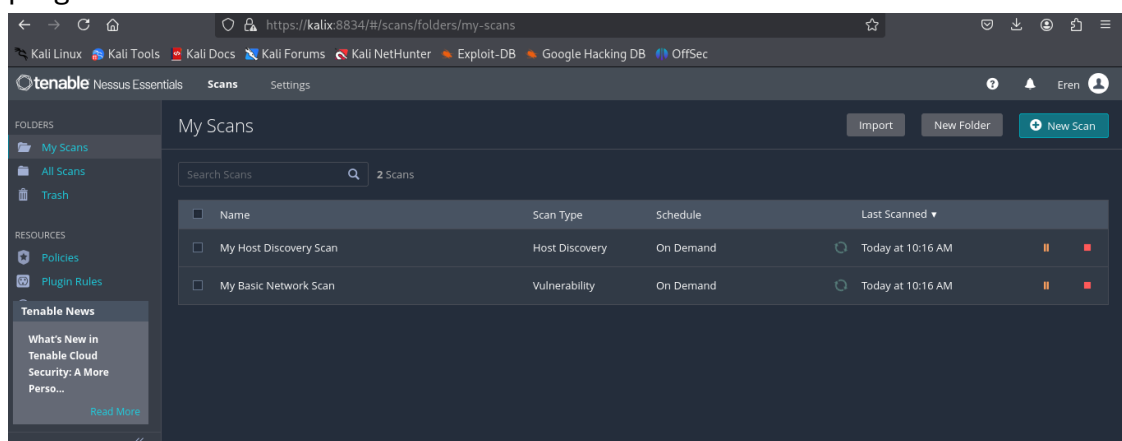 https://kalix:8834/#/scans/folders/my-scans
Kali Linux Kali Tools Kali Docs Kali Forums Kali NetHunter Exploit-DB Google Hacking DB OffSec
tenable Nessus Essentials Scans Settings Eren
FOLDERS
My Scans
All Scans
Trash
RESOURCES
Policies
Plugin Rules
Tenable News
What's New in
Tenable Cloud
Security: A More
Perso...
Read More
My Scans Import New Folder New Scan
Search Scans 2 Scans
Name Scan Type Schedule Last Scanned
My Host Discovery Scan Host Discovery On Demand Today at 10:16 AM
My Basic Network Scan Vulnerability On Demand Today at 10:16 AM